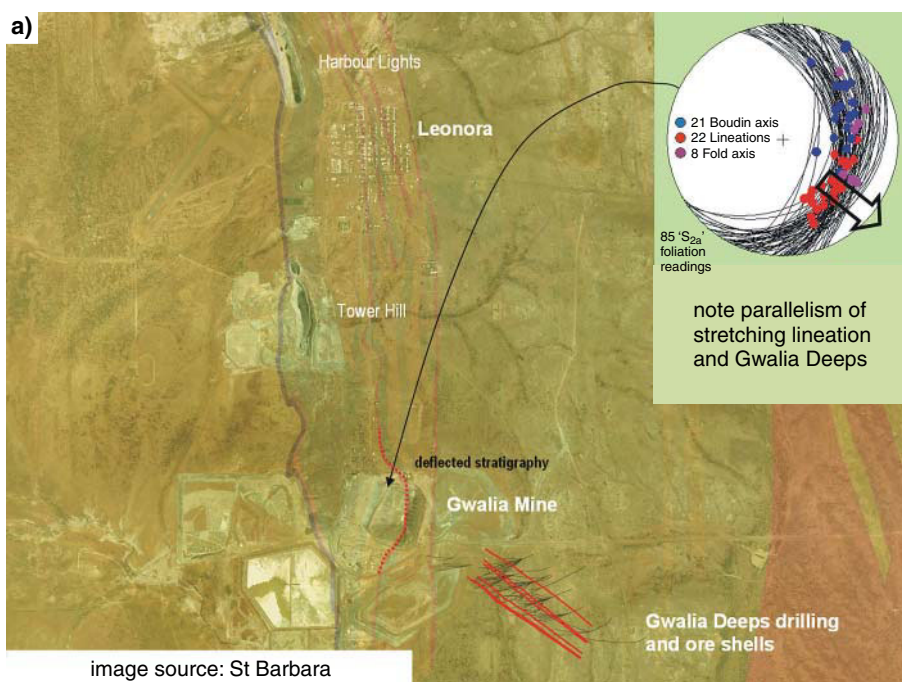 a)
Harbour Lights
Leonora
Tower Hill
deflected stratigraphy
Gwalia Mine
Gwalia Deeps drilling
and ore shells
image source: St Barbara
21 Boudin axis
22 Lineations
8 Fold axis
85 ‘S2a’
foliation
readings
note parallelism of
stretching lineation
and Gwalia Deeps